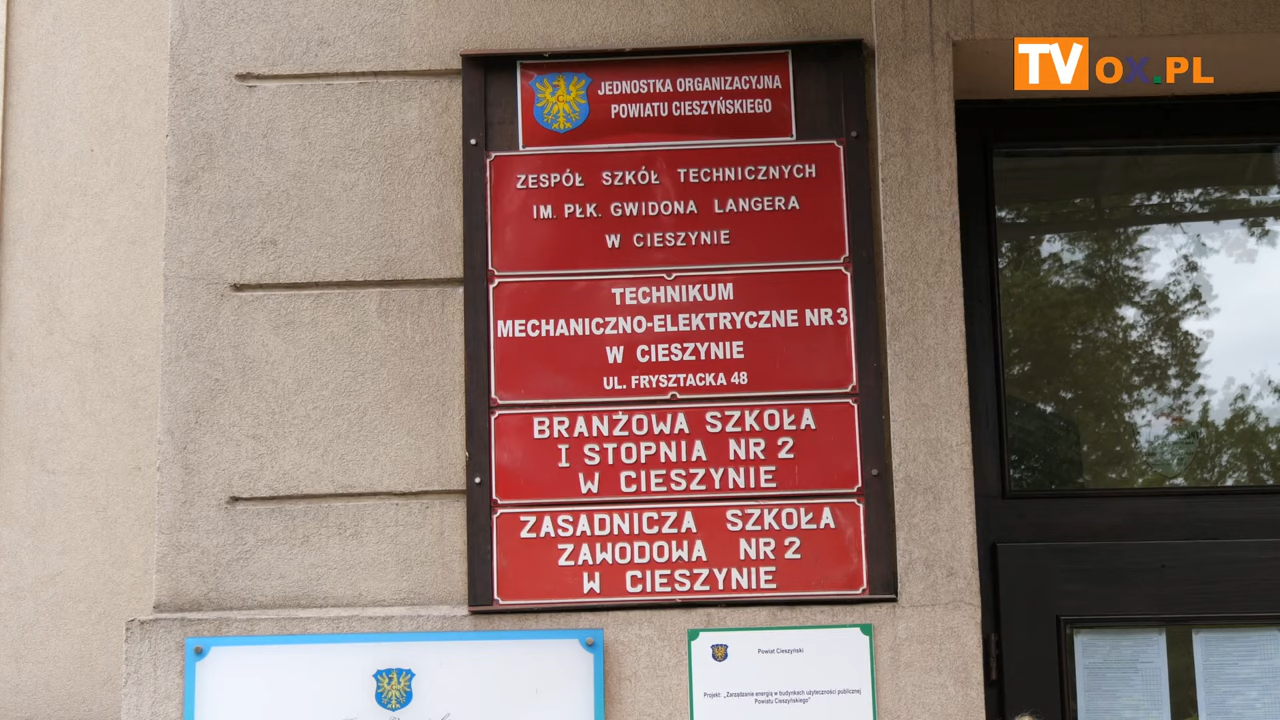 TVOX.PL
JEDNOSTKA ORGANIZACYJNA
POWIATU CIESZYŃSKIEGO
ZESPÓŁ SZKÓŁ TECHNICZNYCH
IM. PŁK. GWIDONA LANGERA
W CIESZYNIE
TECHNIKUM
MECHANICZNO-ELEKTRYCZNE NR 3
W CIESZYNIE
UL. FRYSZTACKA 48
BRANŻOWA SZKOŁA
I STOPNIA NR 2
W CIESZYNIE
ZASADNICZA SZKOŁA
ZAWODOWA NR 2
W CIESZYNIE
Powiat Cieszyński
Projekt: „Zarządzanie energią w budynkach użyteczności publicznej
Powiatu Cieszyńskiego"